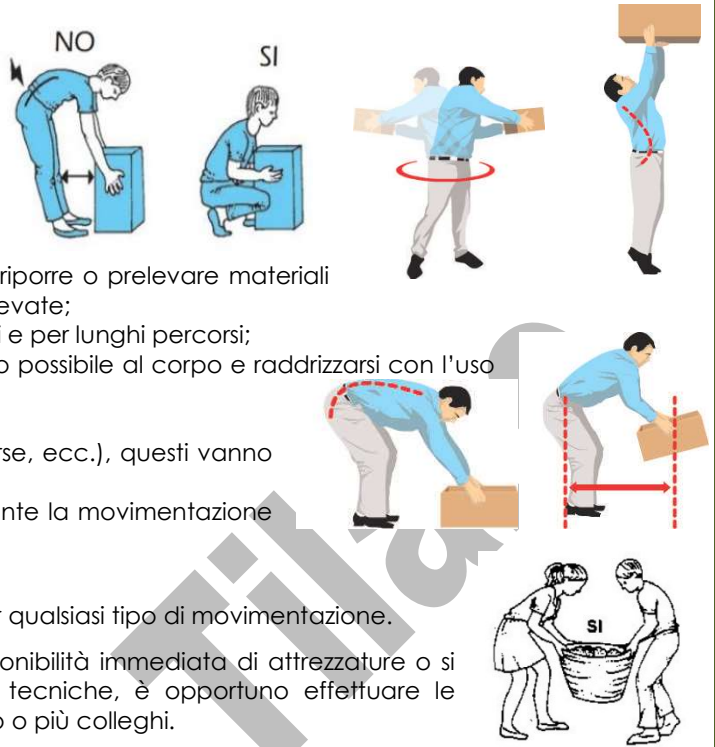 NO
SI
riporre o prelevare materiali
evate;
i e per lunghi percorsi;
o possibile al corpo e raddrizzarsi con l'uso
rse, ecc.), questi vanno
nte la movimentazione
r qualsiasi tipo di movimentazione.
SI
onibilità immediata di attrezzature o si
tecniche, è opportuno effettuare le
o o più colleghi.